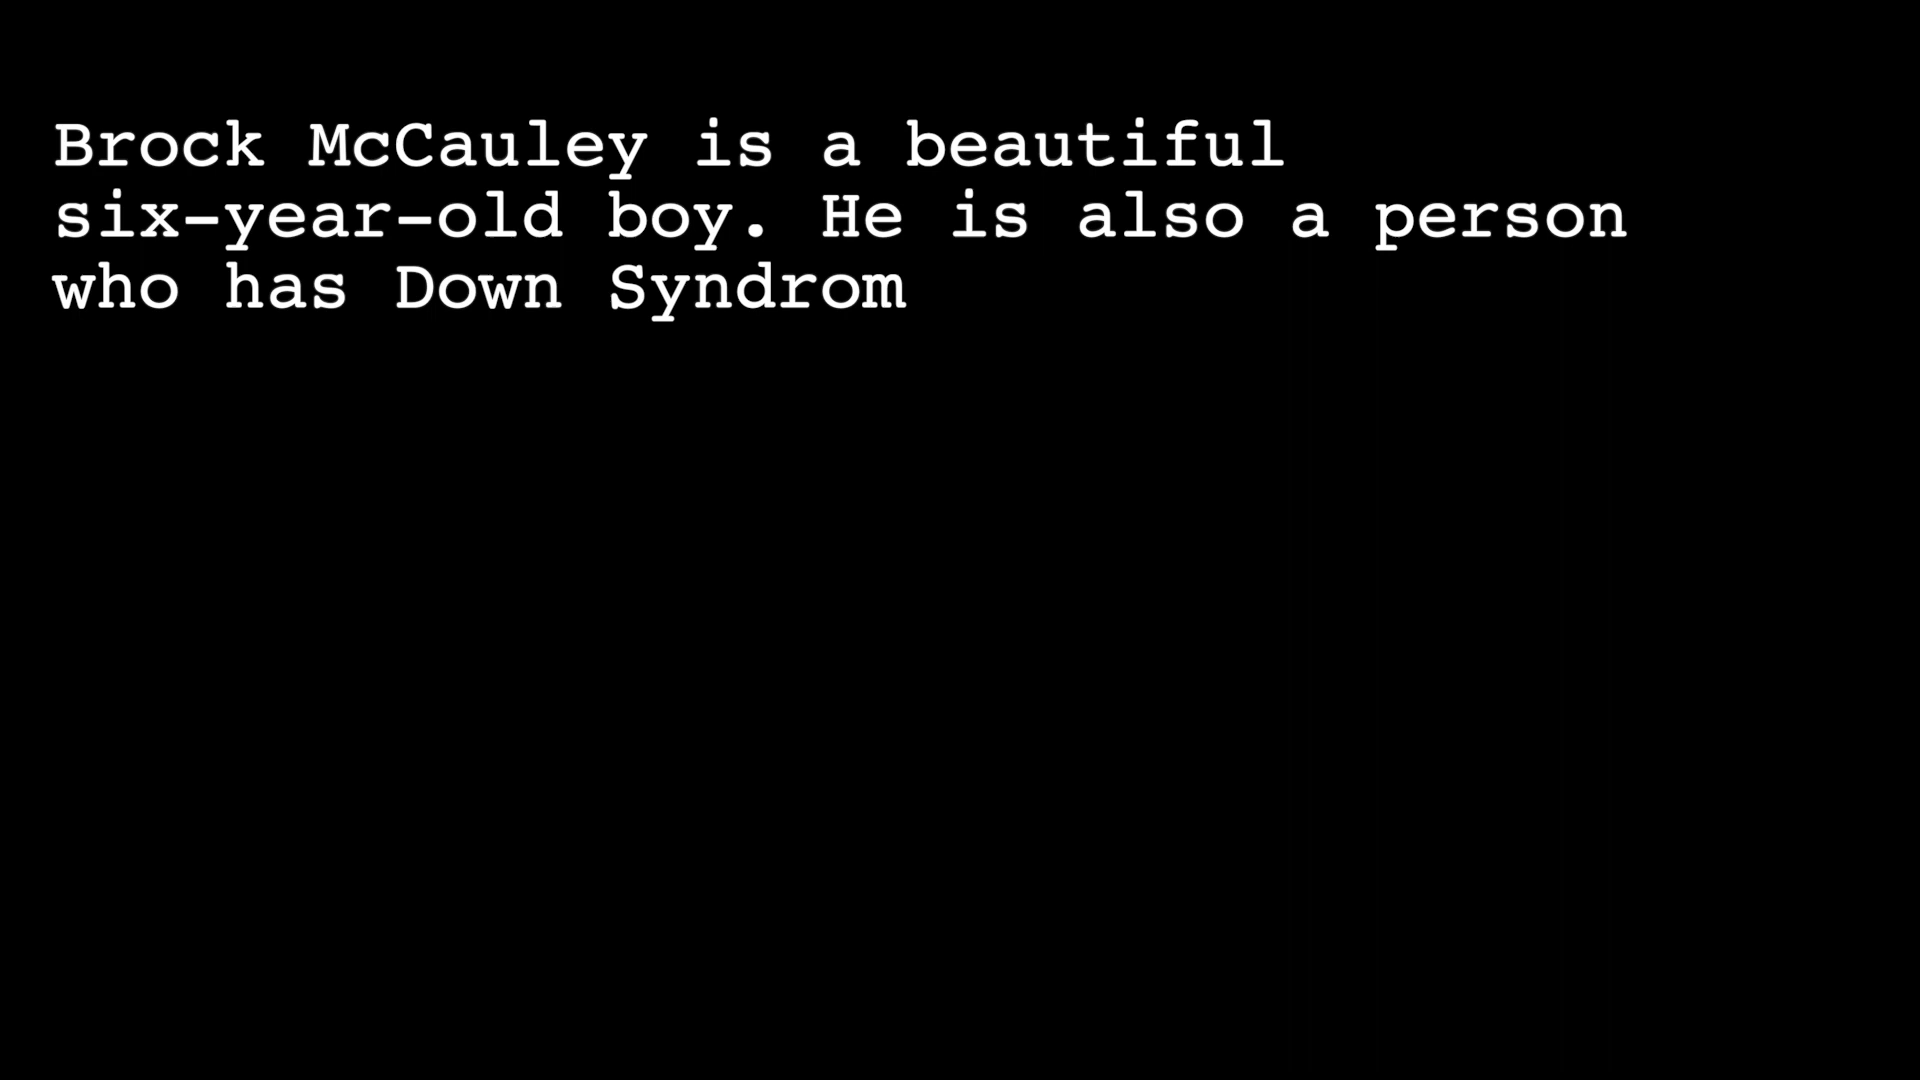 Brock McCauley is a beautiful
six-year-old boy. He is also a person
who has Down Syndrom